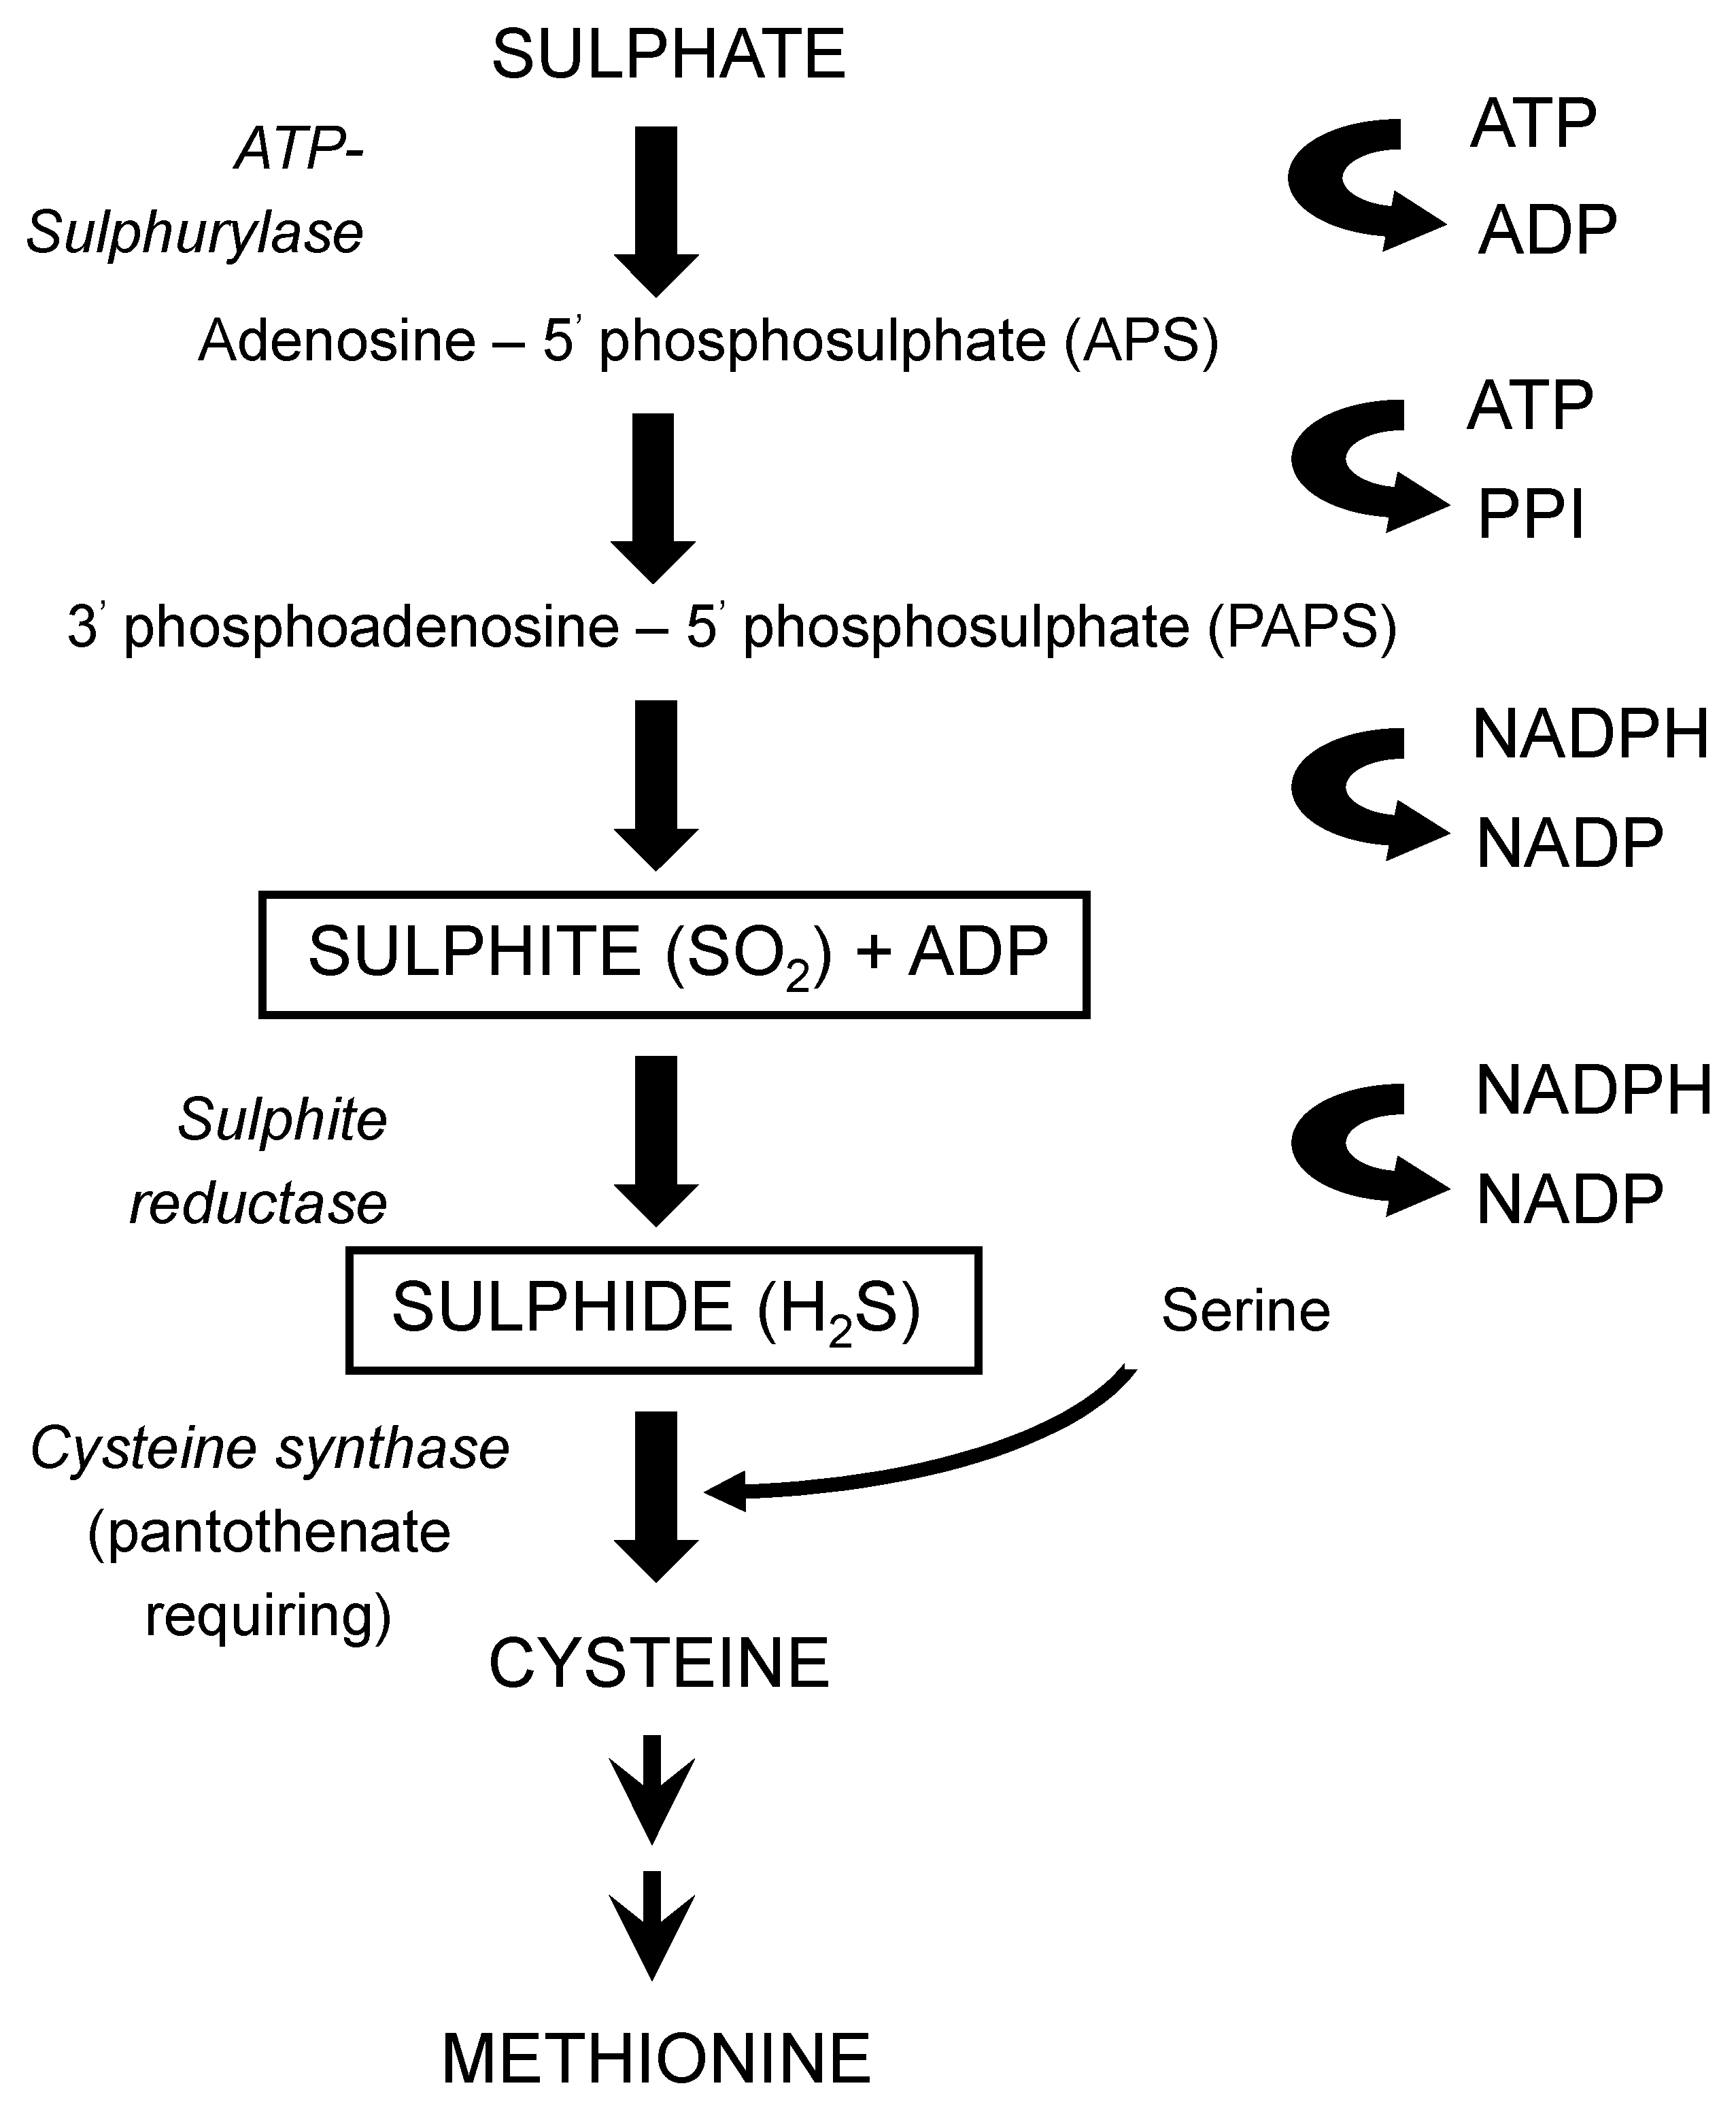 SULPHATE
ATP-
Sulphurylase
ATP
ADP
Adenosine – 5’ phosphosulphate (APS)
ATP
PPI
3’ phosphoadenosine – 5’ phosphosulphate (PAPS)
NADPH
NADP
SULPHITE (SO₂) + ADP
Sulphite
reductase
NADPH
NADP
SULPHIDE (H₂S)
Serine
Cysteine synthase
(pantothenate
requiring)
CYSTEINE
METHIONINE